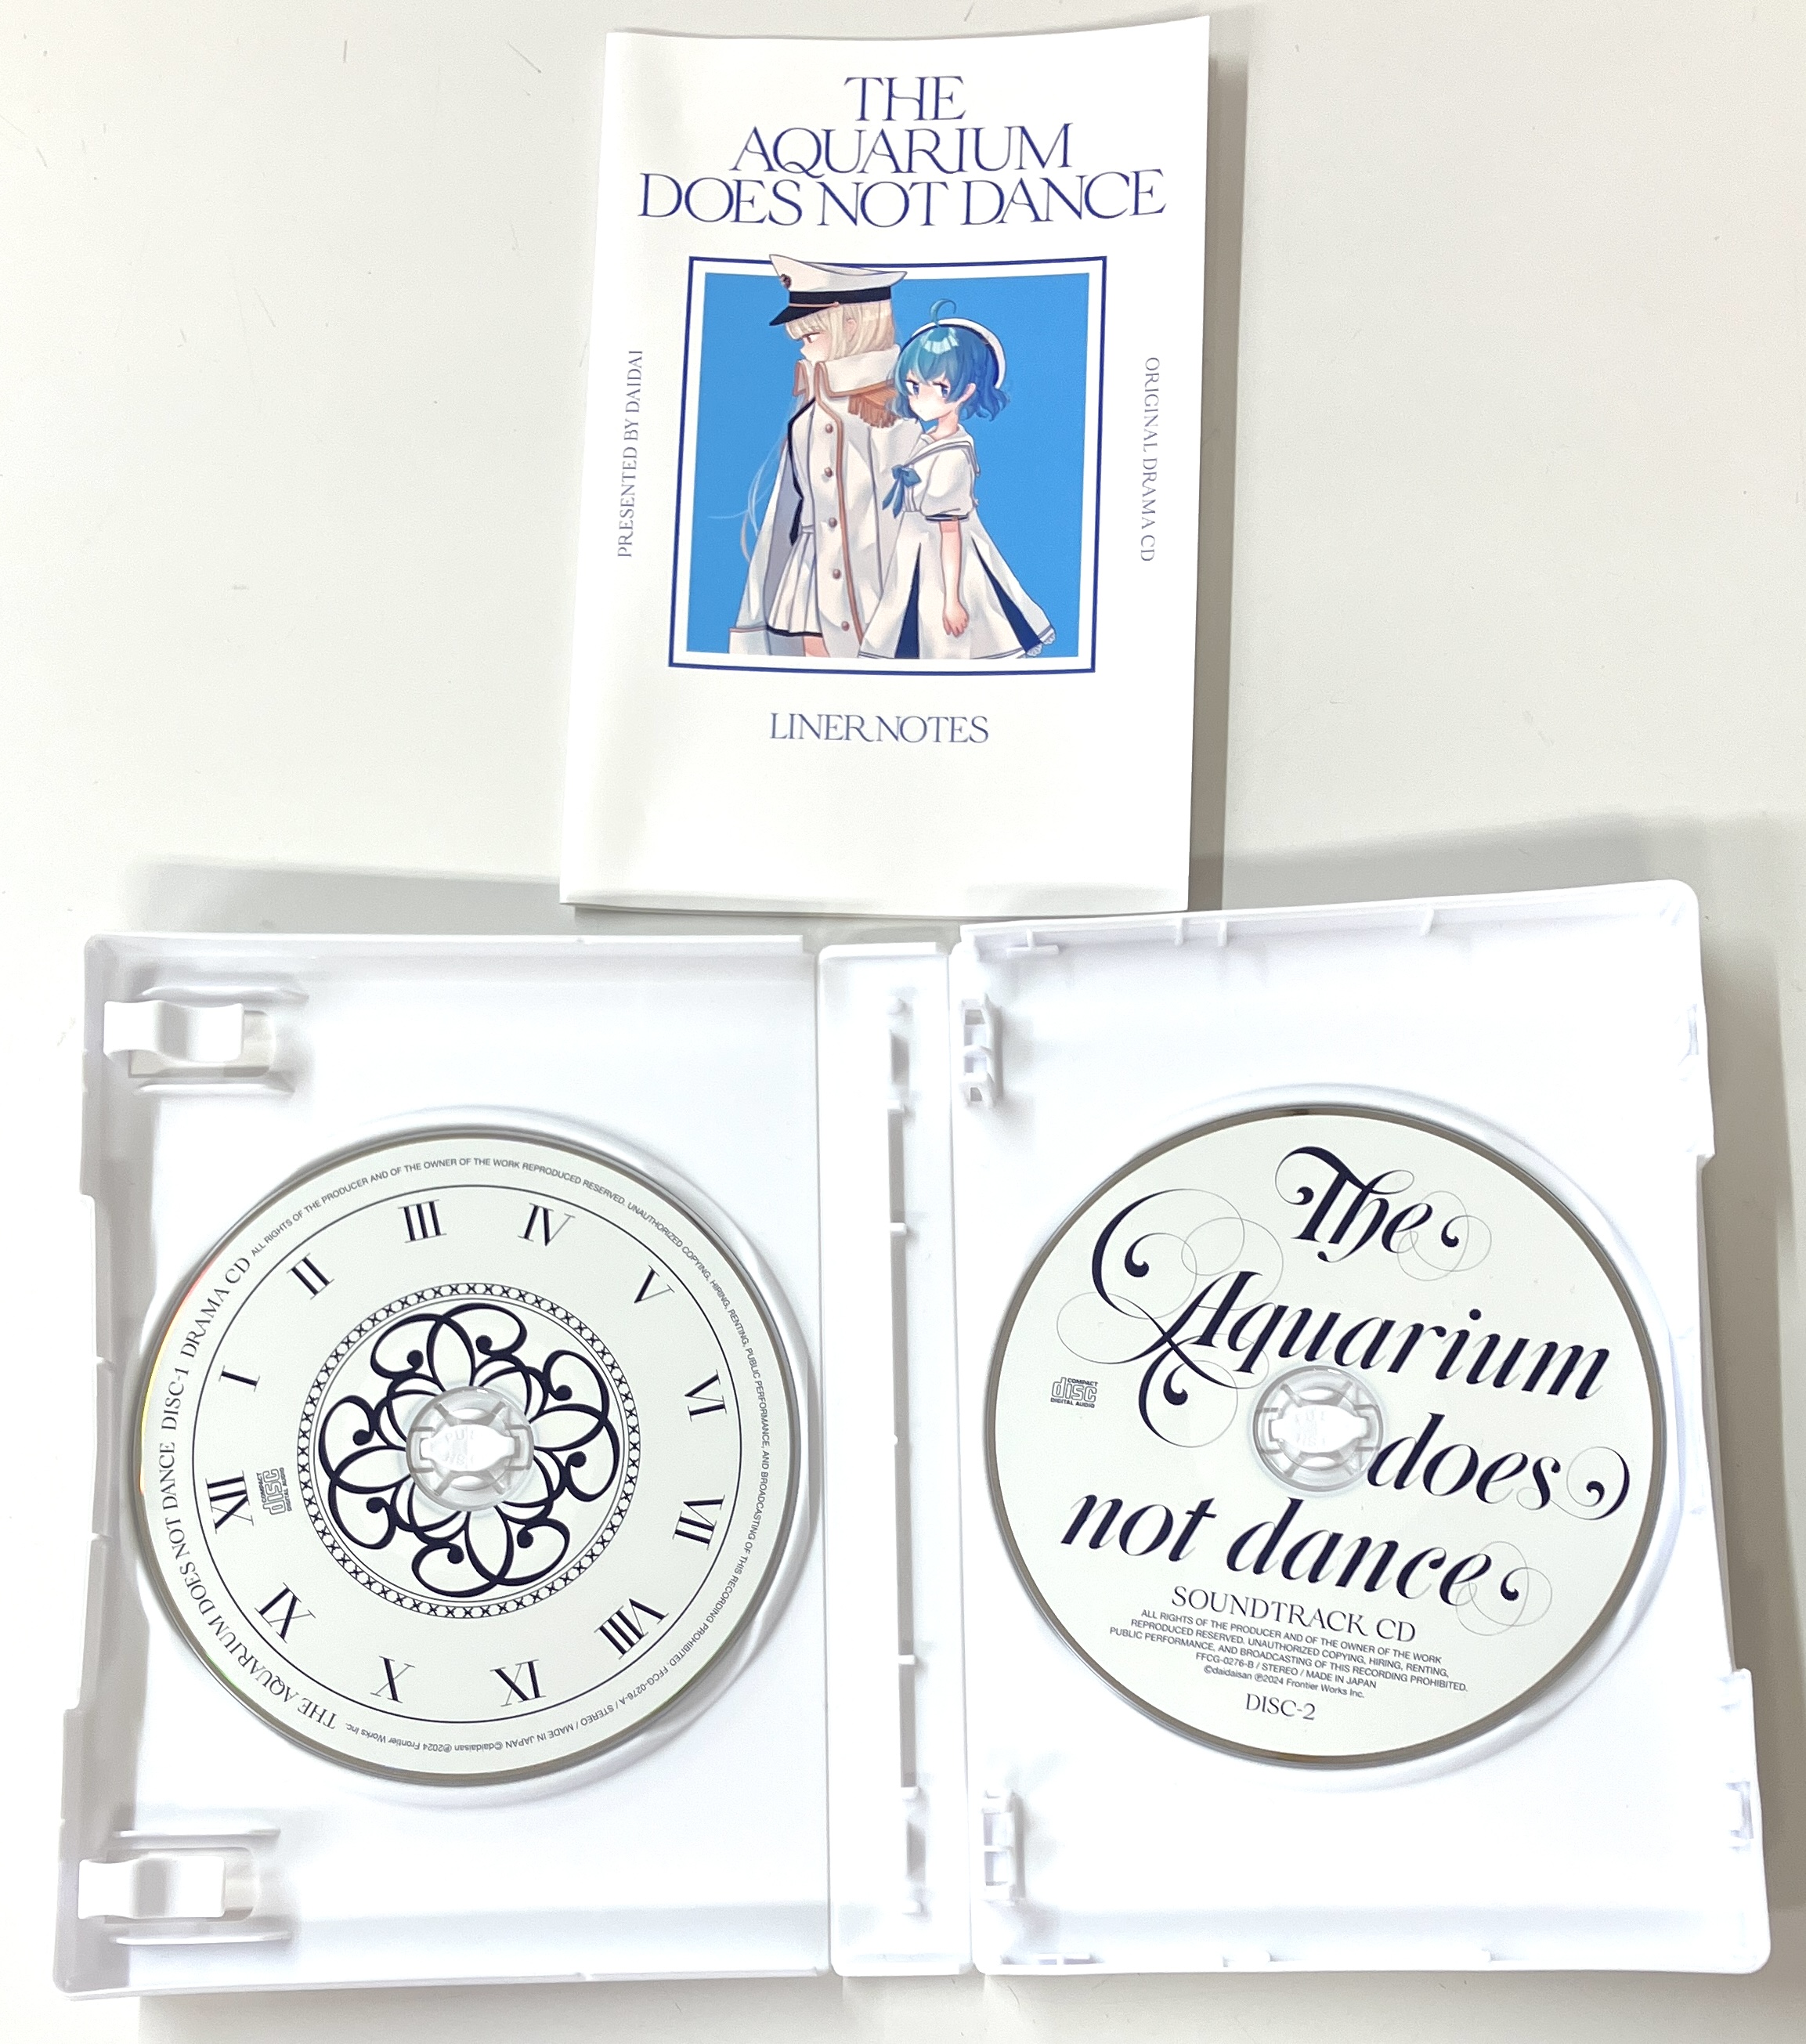 THE
AQUARIUM
DOES NOT DANCE
PRESENTED BY DAIDAI
ORIGINAL DRAMA CD
LINER NOTES
THE AQUARIUM DOES NOT DANCE DISC-1 DRAMA CD
ALL RIGHTS OF THE PRODUCER AND OF THE OWNER OF THE WORK REPRODUCED RESERVED. UNAUTHORIZED COPYING, HIRING, RENTING, PUBLIC PERFORMANCE, AND BROADCASTING OF THIS RECORDING PROHIBITED. FFCG-0276-A / STEREO / MADE IN JAPAN ©daidaisan ℗2024 Frontier Works Inc.
I
II
III
IV
V
VI
VII
VIII
IX
X
XI
XII
COMPACT
disc
DIGITAL AUDIO
The
Aquarium
does
not dance
COMPACT
disc
DIGITAL AUDIO
SOUNDTRACK CD
ALL RIGHTS OF THE PRODUCER AND OF THE OWNER OF THE WORK
REPRODUCED RESERVED. UNAUTHORIZED COPYING, HIRING, RENTING,
PUBLIC PERFORMANCE, AND BROADCASTING OF THIS RECORDING PROHIBITED.
FFCG-0276-B / STEREO / MADE IN JAPAN
©daidaisan ℗2024 Frontier Works Inc.
DISC-2